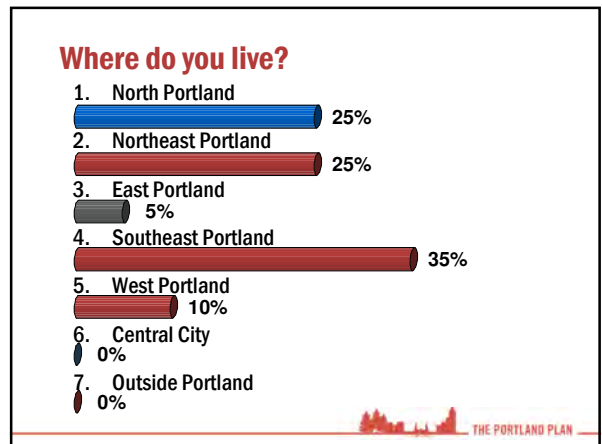 Where do you live?
1. North Portland
25%
2. Northeast Portland
25%
3. East Portland
5%
4. Southeast Portland
35%
5. West Portland
10%
6. Central City
0%
7. Outside Portland
0%
THE PORTLAND PLAN